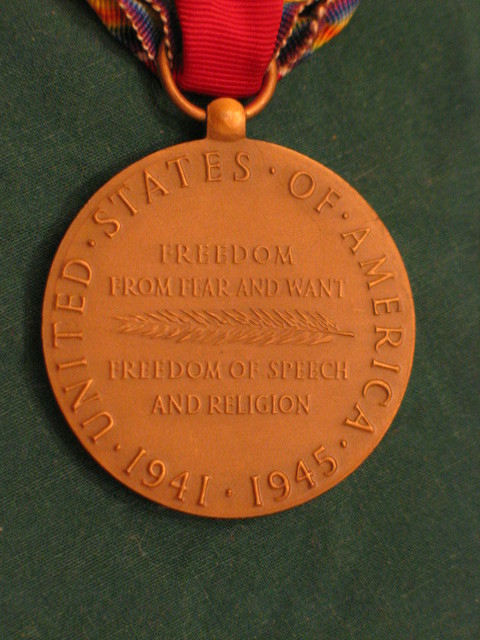 UNITED · STATES · OF · AMERICA ·
FREEDOM
FROM FEAR AND WANT
FREEDOM OF SPEECH
AND RELIGION
· 1941 · 1945 ·